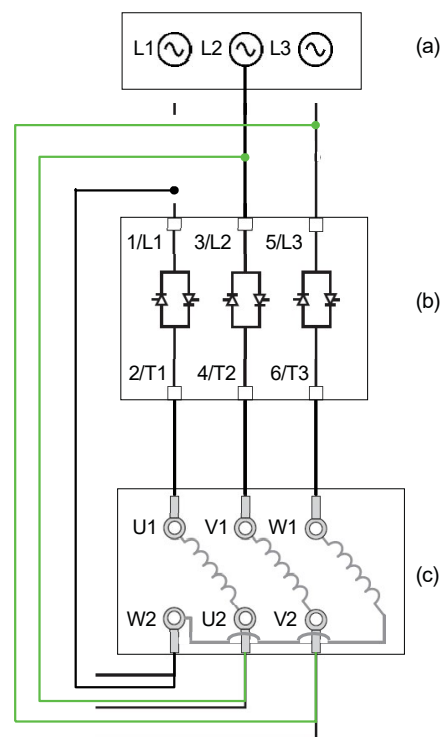 L1 L2 L3 (a)
1/L1 3/L2 5/L3
(b)
2/T1 4/T2 6/T3
U1 V1 W1
(c)
W2 U2 V2